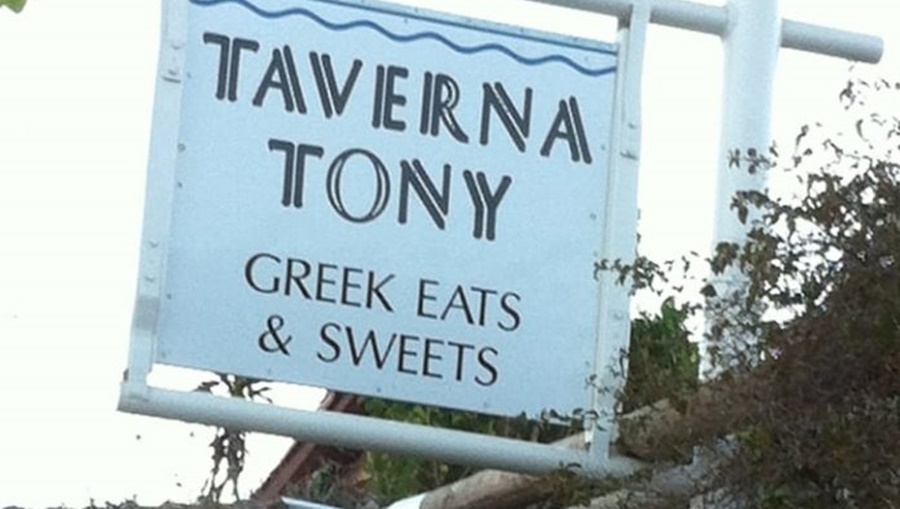 TAVERNA
TONY
GREEK EATS
& SWEETS